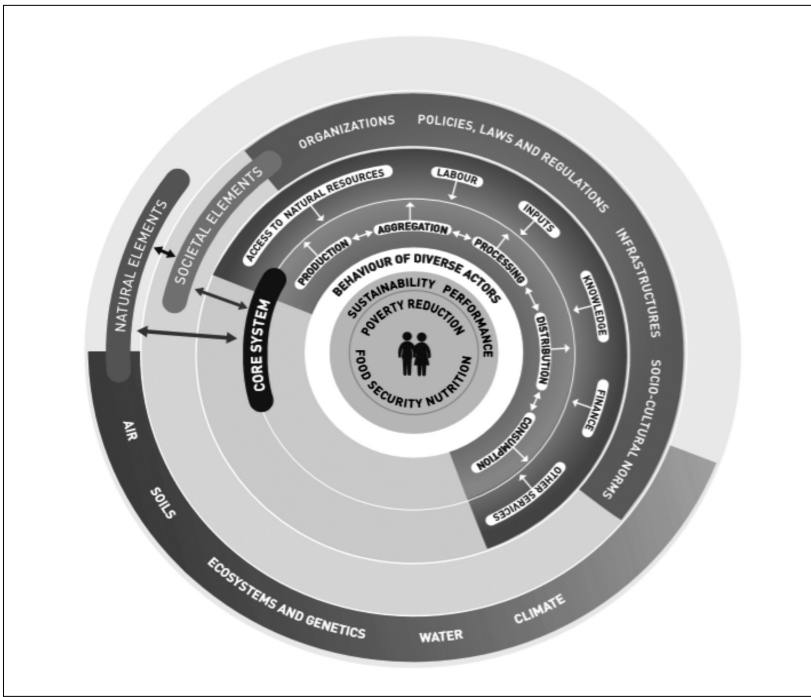 ORGANIZATIONS
POLICIES, LAWS AND REGULATIONS
INFRASTRUCTURES
SOCIO-CULTURAL NORMS
NATURAL ELEMENTS
SOCIETAL ELEMENTS
CORE SYSTEM
ACCESS TO NATURAL RESOURCES
LABOUR
INPUTS
KNOWLEDGE
FINANCE
OTHER SERVICES
PRODUCTION
AGGREGATION
PROCESSING
DISTRIBUTION
CONSUMPTION
BEHAVIOUR OF DIVERSE ACTORS
SUSTAINABILITY PERFORMANCE
POVERTY REDUCTION
FOOD SECURITY NUTRITION
AIR
SOILS
ECOSYSTEMS AND GENETICS
WATER
CLIMATE